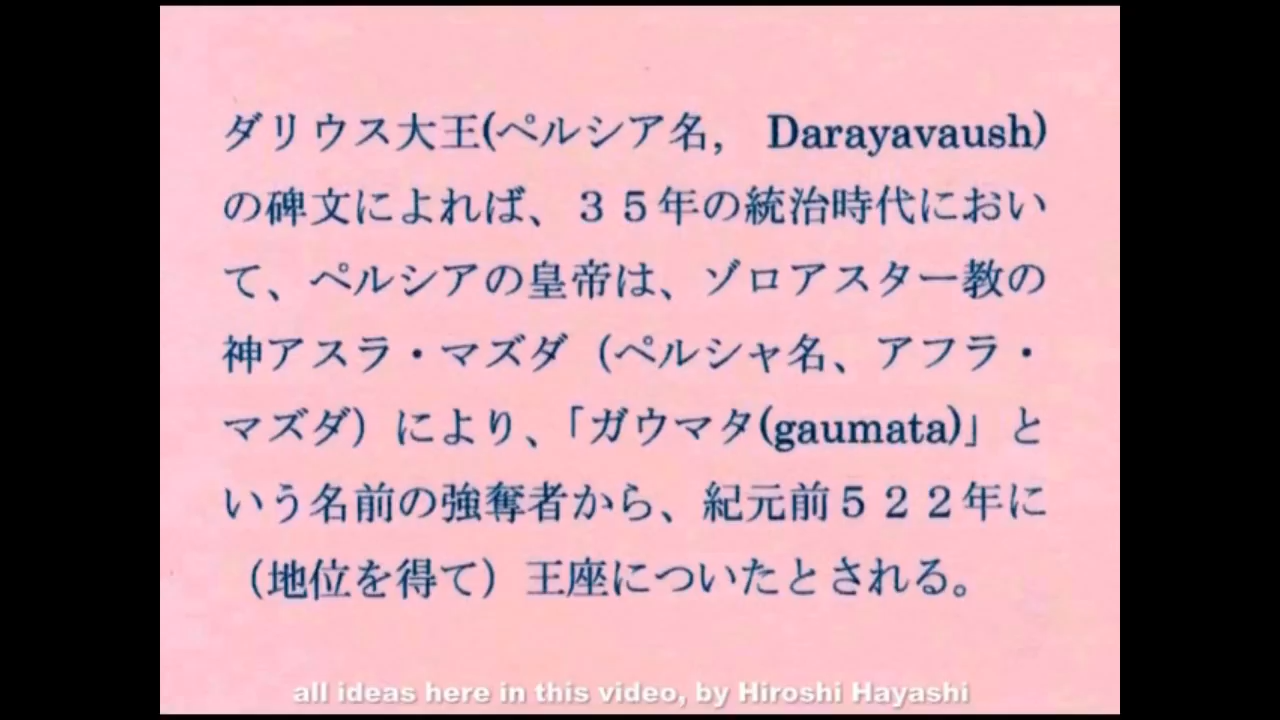 ダリウス大王(ペルシア名, Darayavaush)
の碑文によれば、３５年の統治時代におい
て、ペルシアの皇帝は、ゾロアスター教の
神アスラ・マズダ（ペルシャ名、アフラ・
マズダ）により、「ガウマタ(gaumata)」と
いう名前の強奪者から、紀元前５２２年に
（地位を得て）王座についたとされる。
all ideas here in this video, by Hiroshi Hayashi